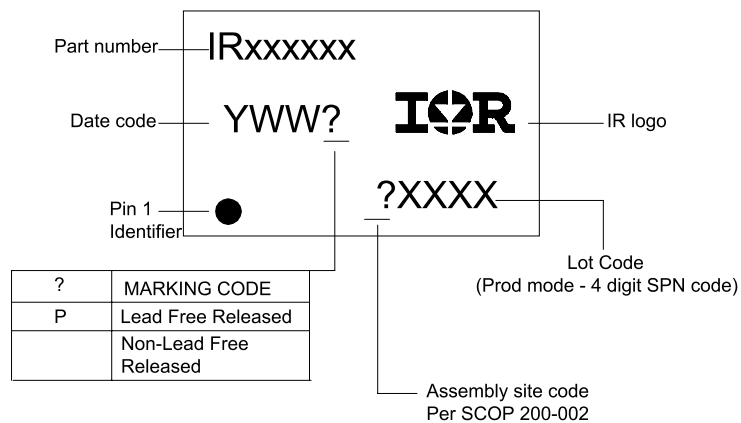 Part number
IRxxxxxx
Date code
YWW?
IOR
IR logo
Pin 1
Identifier
?XXXX
Lot Code
(Prod mode - 4 digit SPN code)
? MARKING CODE
P Lead Free Released
Non-Lead Free
Released
Assembly site code
Per SCOP 200-002